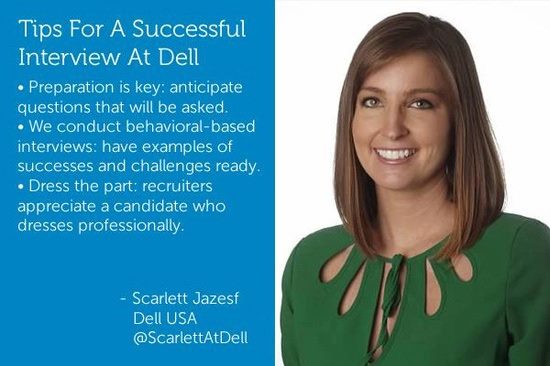 Tips For A Successful
Interview At Dell
• Preparation is key: anticipate
questions that will be asked.
• We conduct behavioral-based
interviews: have examples of
successes and challenges ready.
• Dress the part: recruiters
appreciate a candidate who
dresses professionally.
- Scarlett Jazesf
Dell USA
@ScarlettAtDell